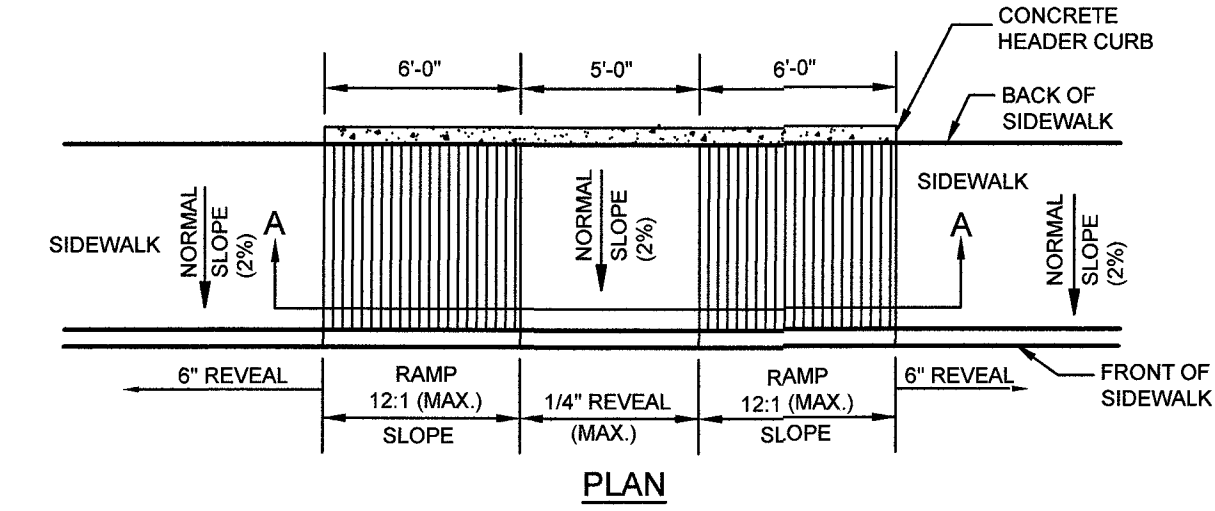 CONCRETE
HEADER CURB
6'-0"
5'-0"
6'-0"
BACK OF
SIDEWALK
SIDEWALK
NORMAL
SLOPE
(2%)
A
NORMAL
SLOPE
(2%)
SIDEWALK
A
NORMAL
SLOPE
(2%)
6" REVEAL
RAMP
12:1 (MAX.)
SLOPE
1/4" REVEAL
(MAX.)
RAMP
12:1 (MAX.)
SLOPE
6" REVEAL
FRONT OF
SIDEWALK
PLAN